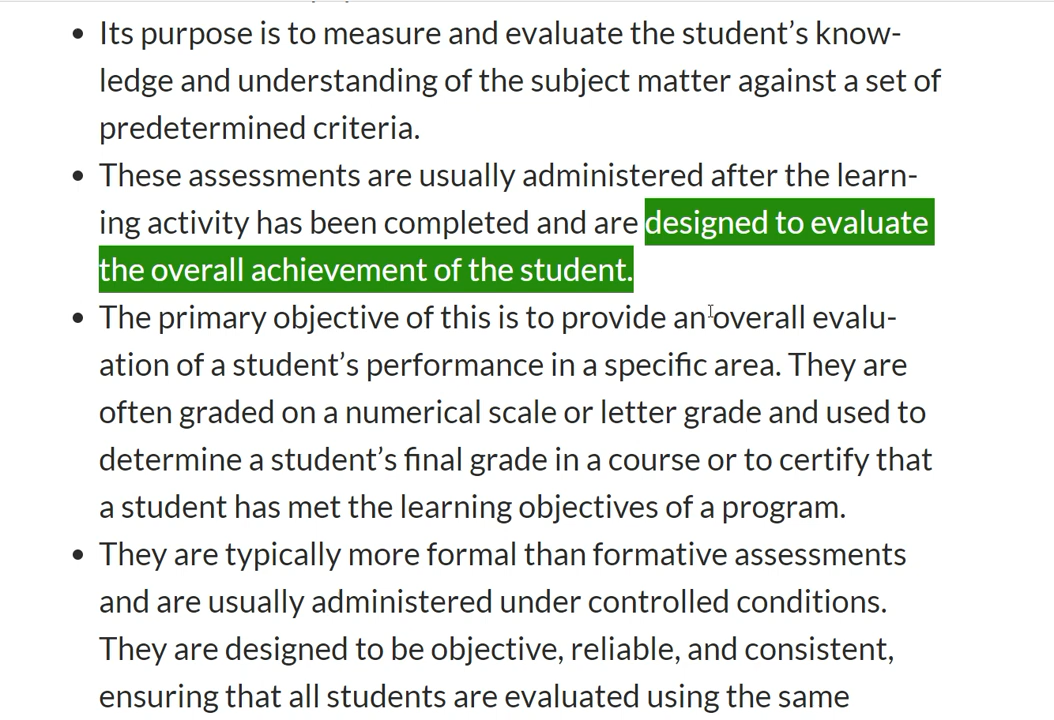 • Its purpose is to measure and evaluate the student’s know-
ledge and understanding of the subject matter against a set of
predetermined criteria.
• These assessments are usually administered after the learn-
ing activity has been completed and are designed to evaluate
the overall achievement of the student.
• The primary objective of this is to provide an overall evalu-
ation of a student’s performance in a specific area. They are
often graded on a numerical scale or letter grade and used to
determine a student’s final grade in a course or to certify that
a student has met the learning objectives of a program.
• They are typically more formal than formative assessments
and are usually administered under controlled conditions.
They are designed to be objective, reliable, and consistent,
ensuring that all students are evaluated using the same